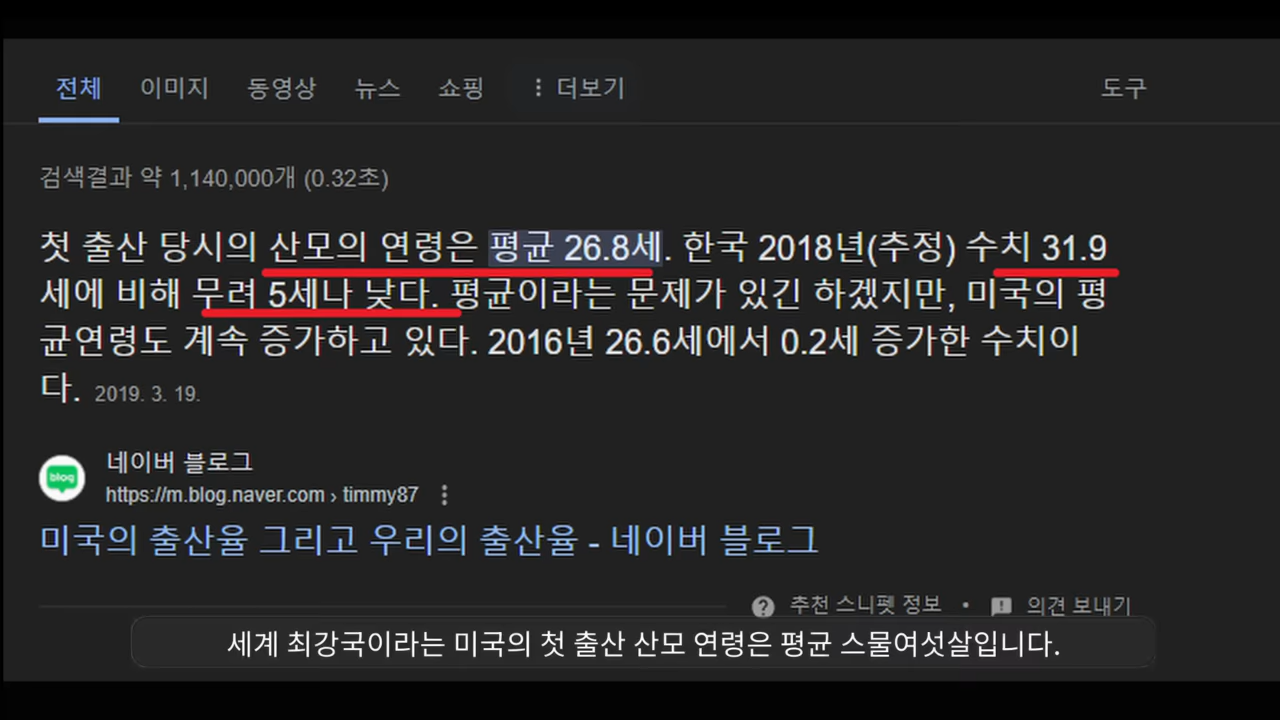 전체 이미지 동영상 뉴스 쇼핑 더보기 도구
검색결과 약 1,140,000개 (0.32초)
첫 출산 당시의 산모의 연령은 평균 26.8세. 한국 2018년(추정) 수치 31.9
세에 비해 무려 5세나 낮다. 평균이라는 문제가 있긴 하겠지만, 미국의 평
균연령도 계속 증가하고 있다. 2016년 26.6세에서 0.2세 증가한 수치이
다. 2019. 3. 19.
blog
네이버 블로그
https://m.blog.naver.com › timmy87
미국의 출산율 그리고 우리의 출산율 - 네이버 블로그
추천 스니펫 정보 • 의견 보내기
세계 최강국이라는 미국의 첫 출산 산모 연령은 평균 스물여섯살입니다.